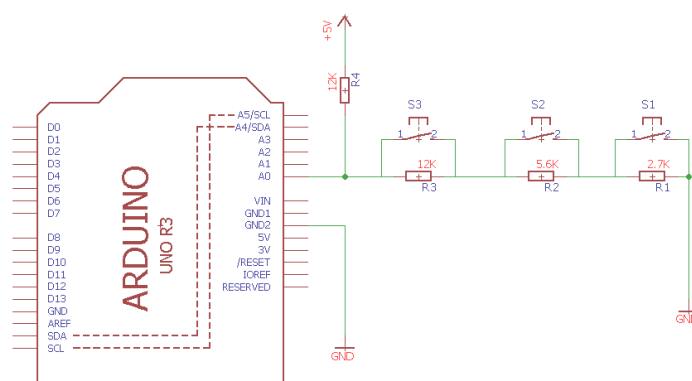 +5V
12K
R4
S3
S2
S1
1 2
1 2
1 2
12K
5.6K
2.7K
R3
R2
R1
GND
GND
ARDUINO
UNO R3
D0
D1
D2
D3
D4
D5
D6
D7
D8
D9
D10
D11
D12
D13
GND
AREF
SDA
SCL
A5/SCL
A4/SDA
A3
A2
A1
A0
VIN
GND1
GND2
5V
3V
/RESET
IOREF
RESERVED